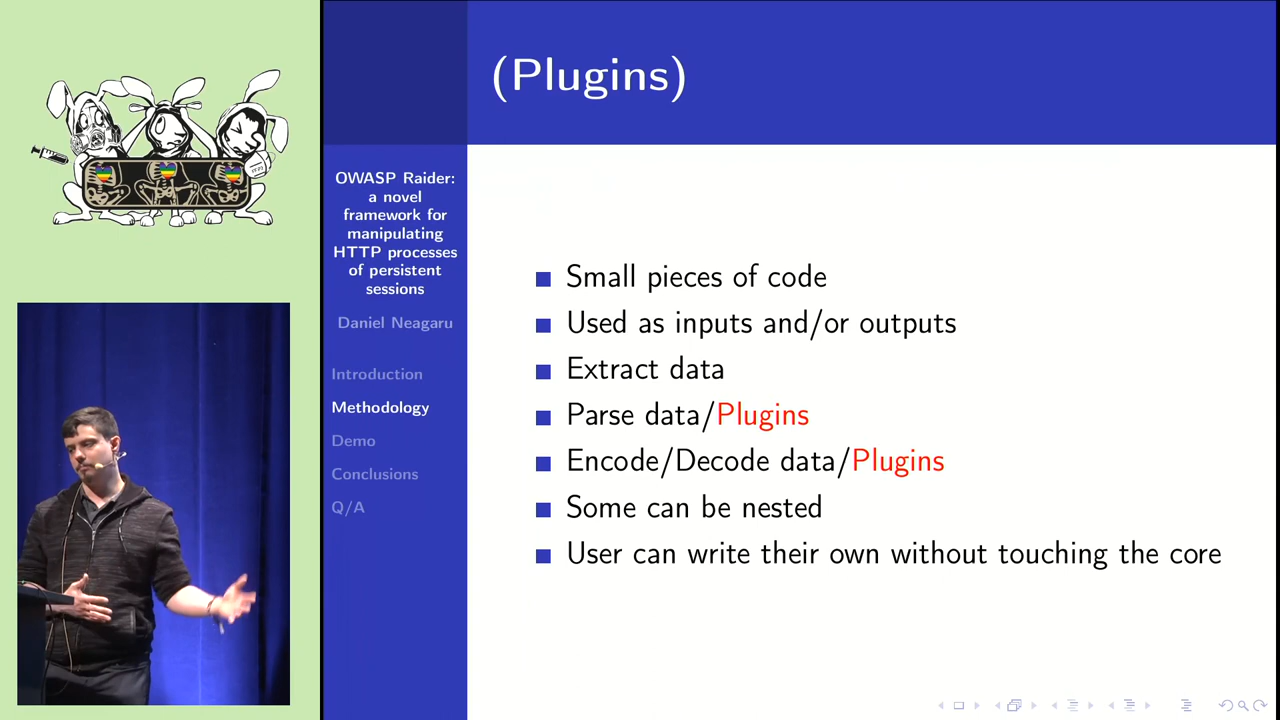 (Plugins)
OWASP Raider:
a novel
framework for
manipulating
HTTP processes
of persistent
sessions
Daniel Neagaru
Introduction
Methodology
Demo
Conclusions
Q/A
Small pieces of code
Used as inputs and/or outputs
Extract data
Parse data/Plugins
Encode/Decode data/Plugins
Some can be nested
User can write their own without touching the core